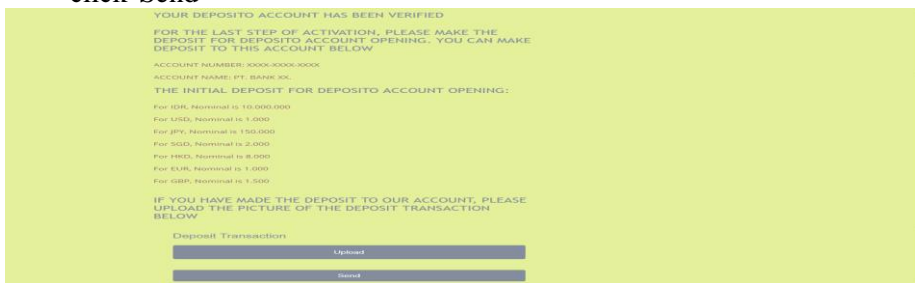 click 'Send'
YOUR DEPOSITO ACCOUNT HAS BEEN VERIFIED
FOR THE LAST STEP OF ACTIVATION, PLEASE MAKE THE
DEPOSIT FOR DEPOSITO ACCOUNT OPENING. YOU CAN MAKE
DEPOSIT TO THIS ACCOUNT BELOW
ACCOUNT NUMBER: XXXX-XXXX-XXXX
ACCOUNT NAME: PT. BANK XX.
THE INITIAL DEPOSIT FOR DEPOSITO ACCOUNT OPENING:
For IDR, Nominal is 10.000.000
For USD, Nominal is 1.000
For JPY, Nominal is 150.000
For SGD, Nominal is 2.000
For HKD, Nominal is 8.000
For EUR, Nominal is 1.000
For GBP, Nominal is 1.500
IF YOU HAVE MADE THE DEPOSIT TO OUR ACCOUNT, PLEASE
UPLOAD THE PICTURE OF THE DEPOSIT TRANSACTION
BELOW
Deposit Transaction
Upload
Send